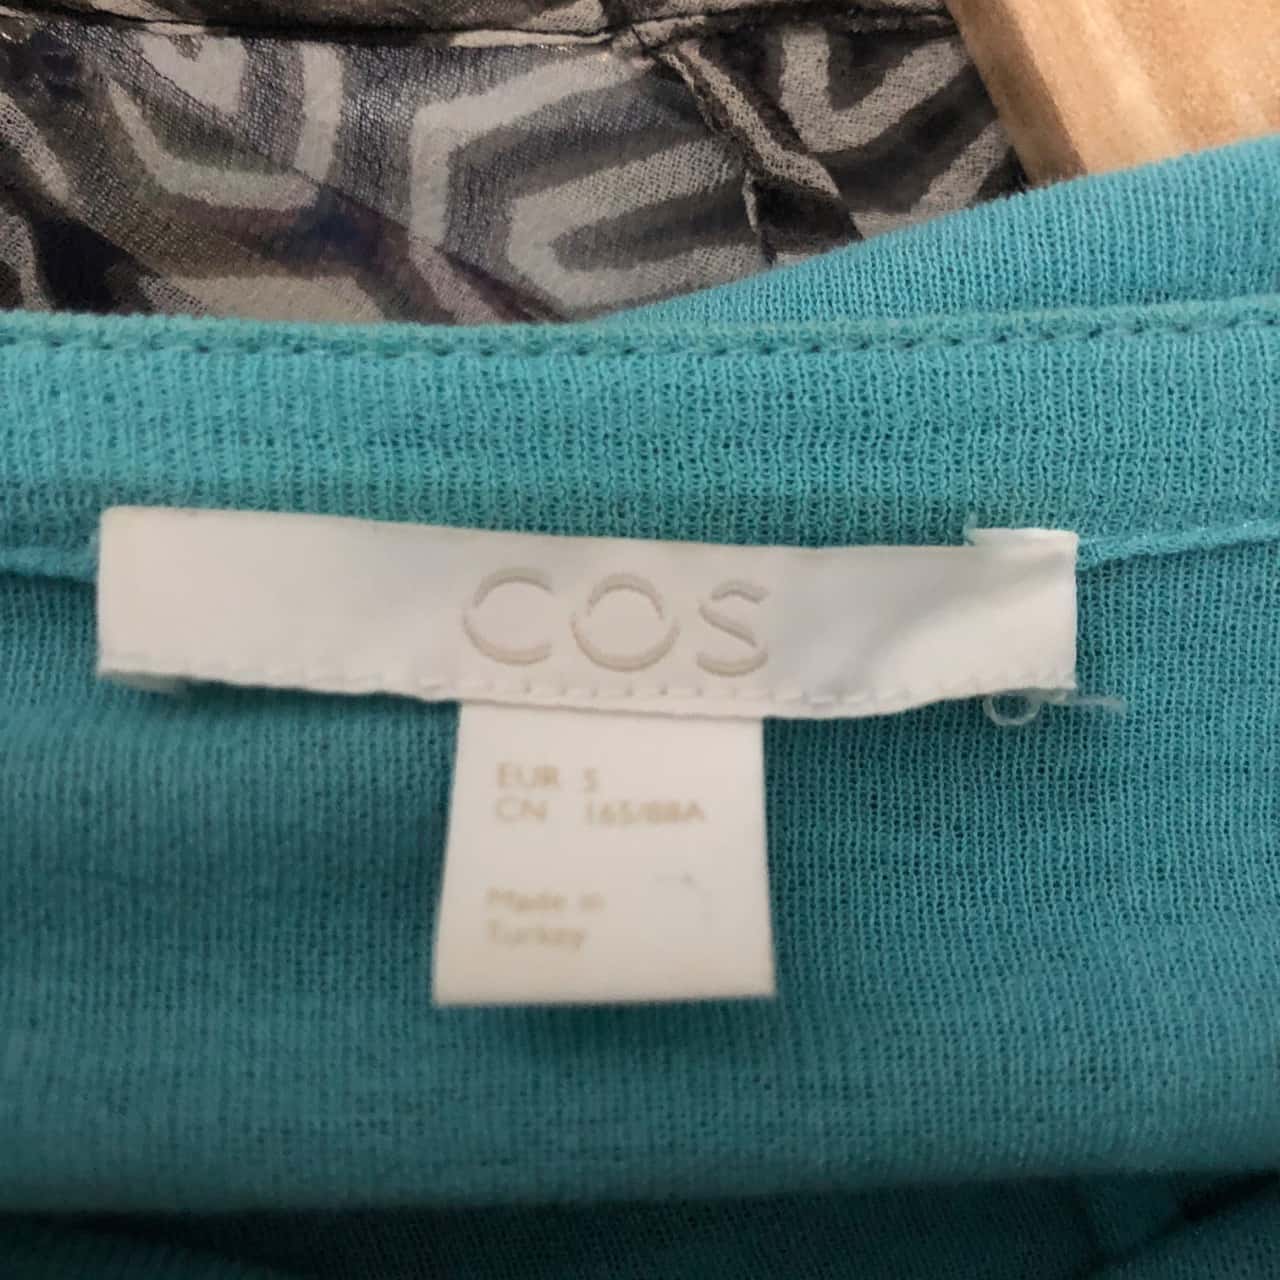 COS
EUR S
CN 165/88A
Made in
Turkey